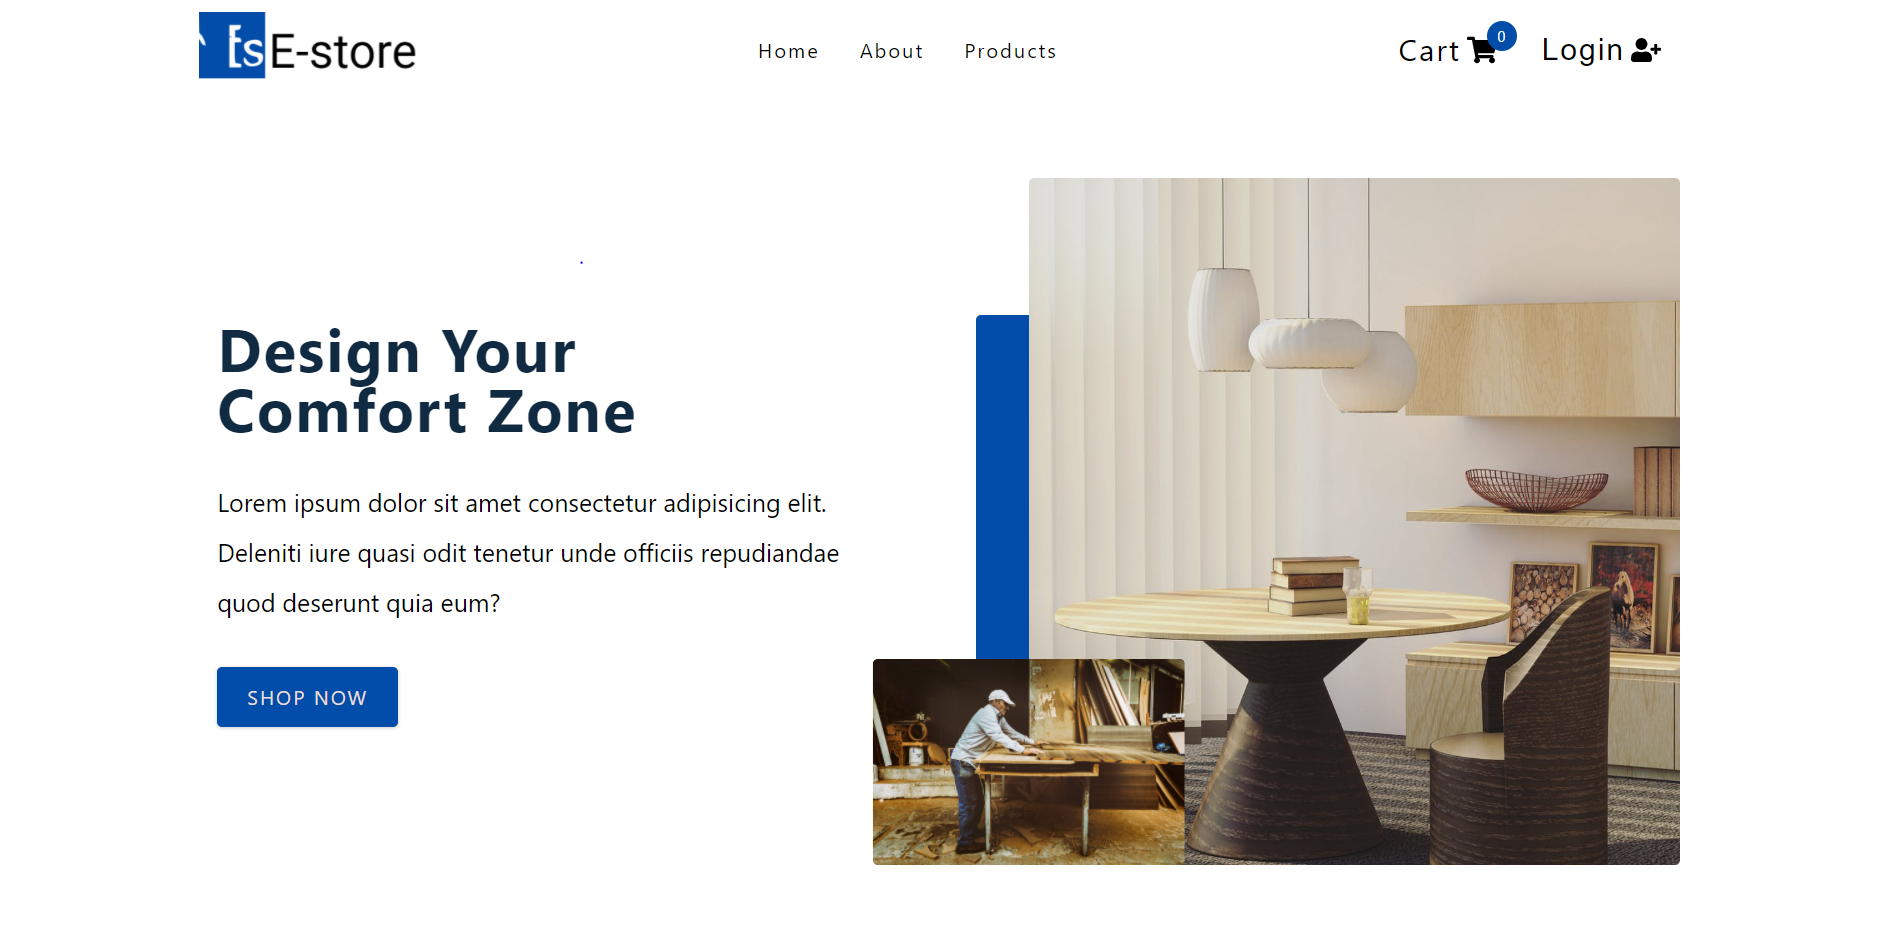 Es E-store
Home About Products
Cart 0 Login
Design Your
Comfort Zone
Lorem ipsum dolor sit amet consectetur adipisicing elit.
Deleniti iure quasi odit tenetur unde officiis repudiandae
quod deserunt quia eum?
SHOP NOW